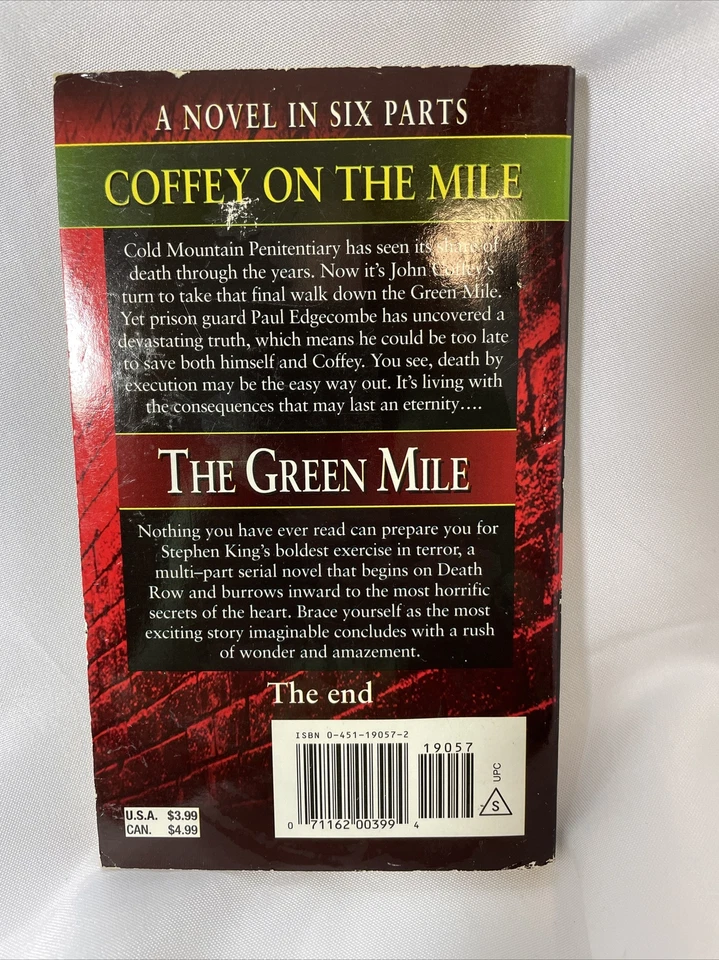 A NOVEL IN SIX PARTS
COFFEY ON THE MILE
Cold Mountain Penitentiary has seen its share of
death through the years. Now it's John Coffey's
turn to take that final walk down the Green Mile.
Yet prison guard Paul Edgecombe has uncovered a
devastating truth, which means he could be too late
to save both himself and Coffey. You see, death by
execution may be the easy way out. It's living with
the consequences that may last an eternity....
THE GREEN MILE
Nothing you have ever read can prepare you for
Stephen King's boldest exercise in terror, a
multi–part serial novel that begins on Death
Row and burrows inward to the most horrific
secrets of the heart. Brace yourself as the most
exciting story imaginable concludes with a rush
of wonder and amazement.
The end
ISBN 0-451-19057-2
19057
UPC
S
0 71162 00399 4
U.S.A. $3.99
CAN. $4.99